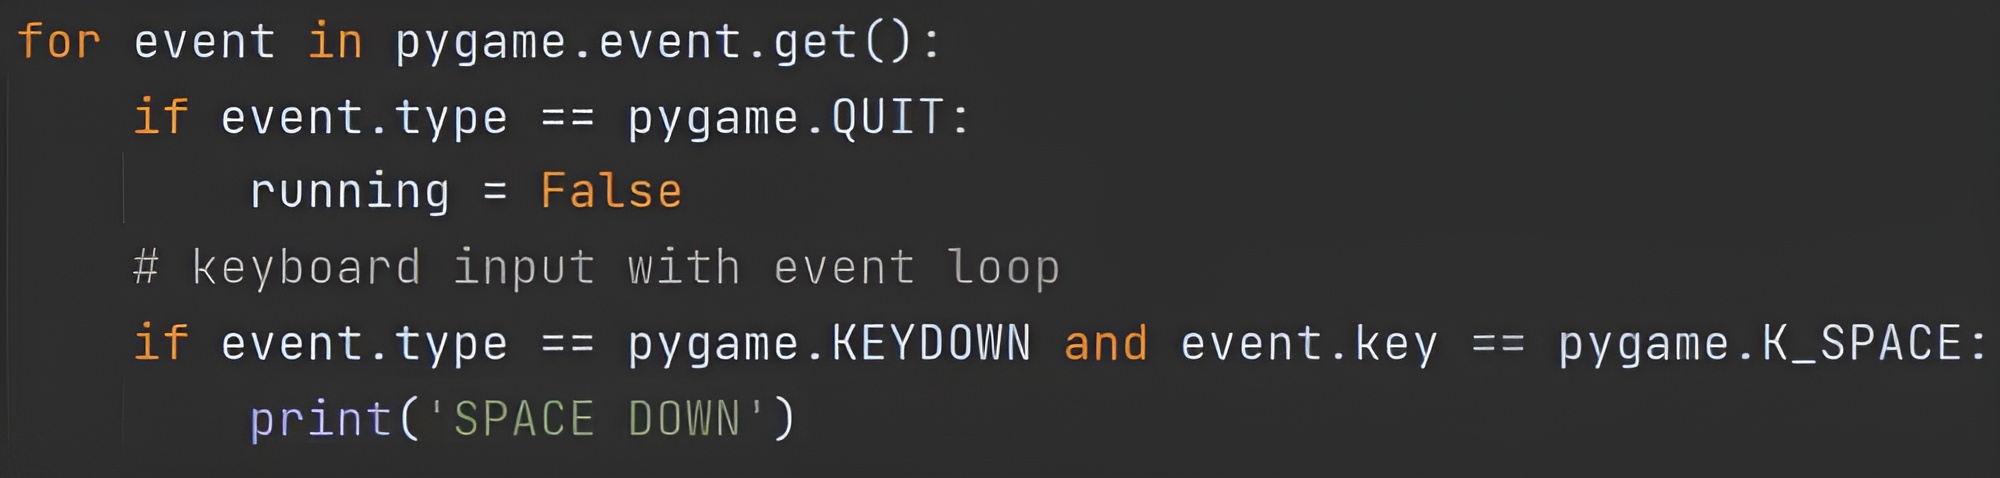 for event in pygame.event.get():
    if event.type == pygame.QUIT:
        running = False
    # keyboard input with event loop
    if event.type == pygame.KEYDOWN and event.key == pygame.K_SPACE:
        print('SPACE DOWN')